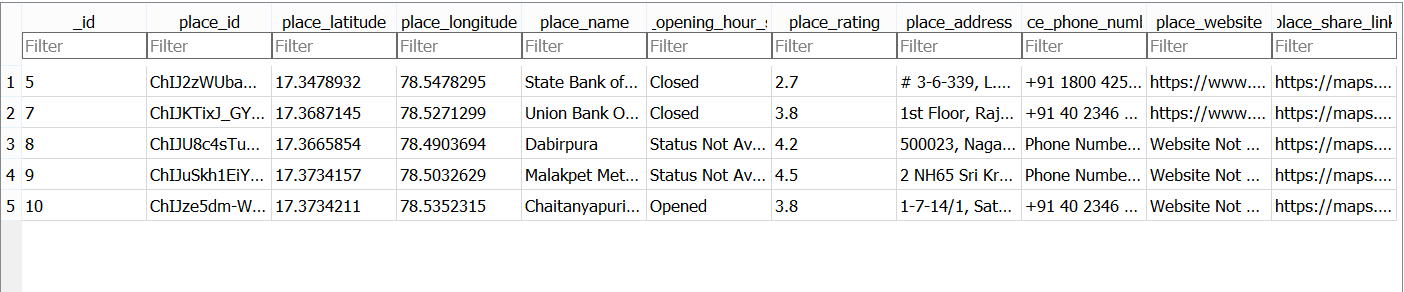 _id place_id place_latitude place_longitude place_name _opening_hour_s place_rating place_address ce_phone_numl place_website place_share_link
Filter Filter Filter Filter Filter Filter Filter Filter Filter Filter Filter
1 5 ChIJ2zWUba... 17.3478932 78.5478295 State Bank of... Closed 2.7 # 3-6-339, L.... +91 1800 425... https://www.... https://maps....
2 7 ChIJKTixJ_GY... 17.3687145 78.5271299 Union Bank O... Closed 3.8 1st Floor, Raj... +91 40 2346 ... https://www.... https://maps....
3 8 ChIJU8c4sTu... 17.3665854 78.4903694 Dabirpura Status Not Av... 4.2 500023, Naga... Phone Numbe... Website Not ... https://maps....
4 9 ChIJuSkh1EiY... 17.3734157 78.5032629 Malakpet Met... Status Not Av... 4.5 2 NH65 Sri Kr... Phone Numbe... Website Not ... https://maps....
5 10 ChIJze5dm-W... 17.3734211 78.5352315 Chaitanyapuri... Opened 3.8 1-7-14/1, Sat... +91 40 2346 ... Website Not ... https://maps....